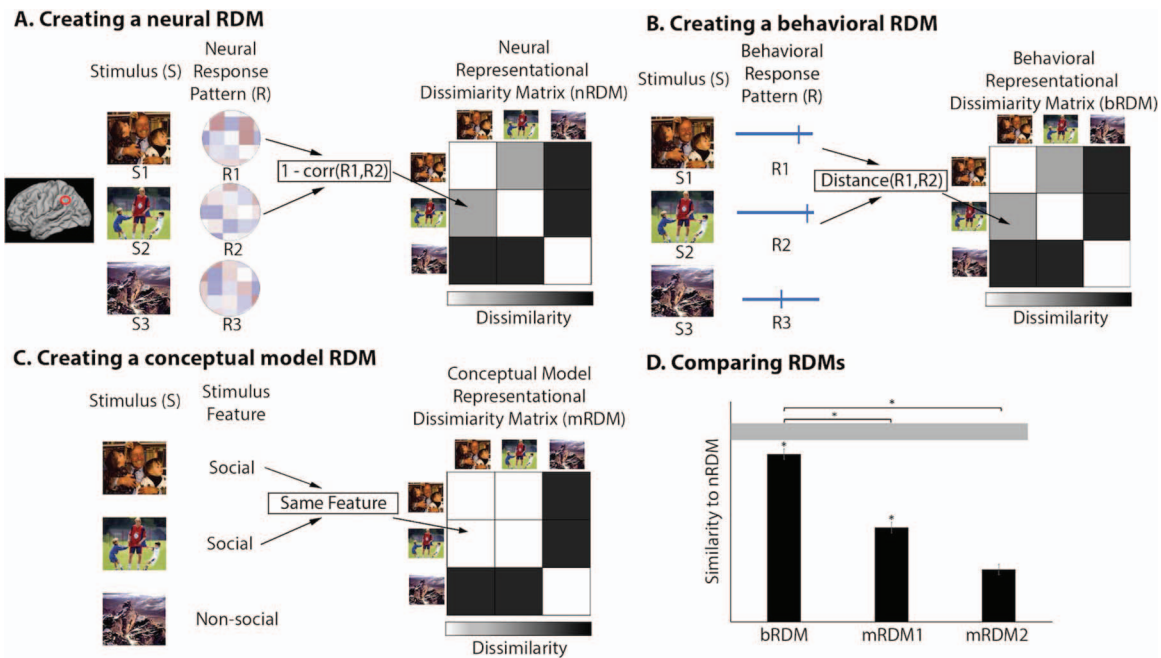 A. Creating a neural RDM
Stimulus (S)
Neural
Response
Pattern (R)
Neural
Representational
Dissimiarity Matrix (nRDM)
S1
R1
1 - corr(R1,R2)
S2
R2
S3
R3
Dissimilarity
B. Creating a behavioral RDM
Stimulus (S)
Behavioral
Response
Pattern (R)
Behavioral
Representational
Dissimiarity Matrix (bRDM)
S1
R1
Distance(R1,R2)
S2
R2
S3
R3
Dissimilarity
C. Creating a conceptual model RDM
Stimulus (S)
Stimulus
Feature
Conceptual Model
Representational
Dissimiarity Matrix (mRDM)
Social
Same Feature
Social
Non-social
Dissimilarity
D. Comparing RDMs
Similarity to nRDM
*
*
*
*
bRDM
mRDM1
mRDM2